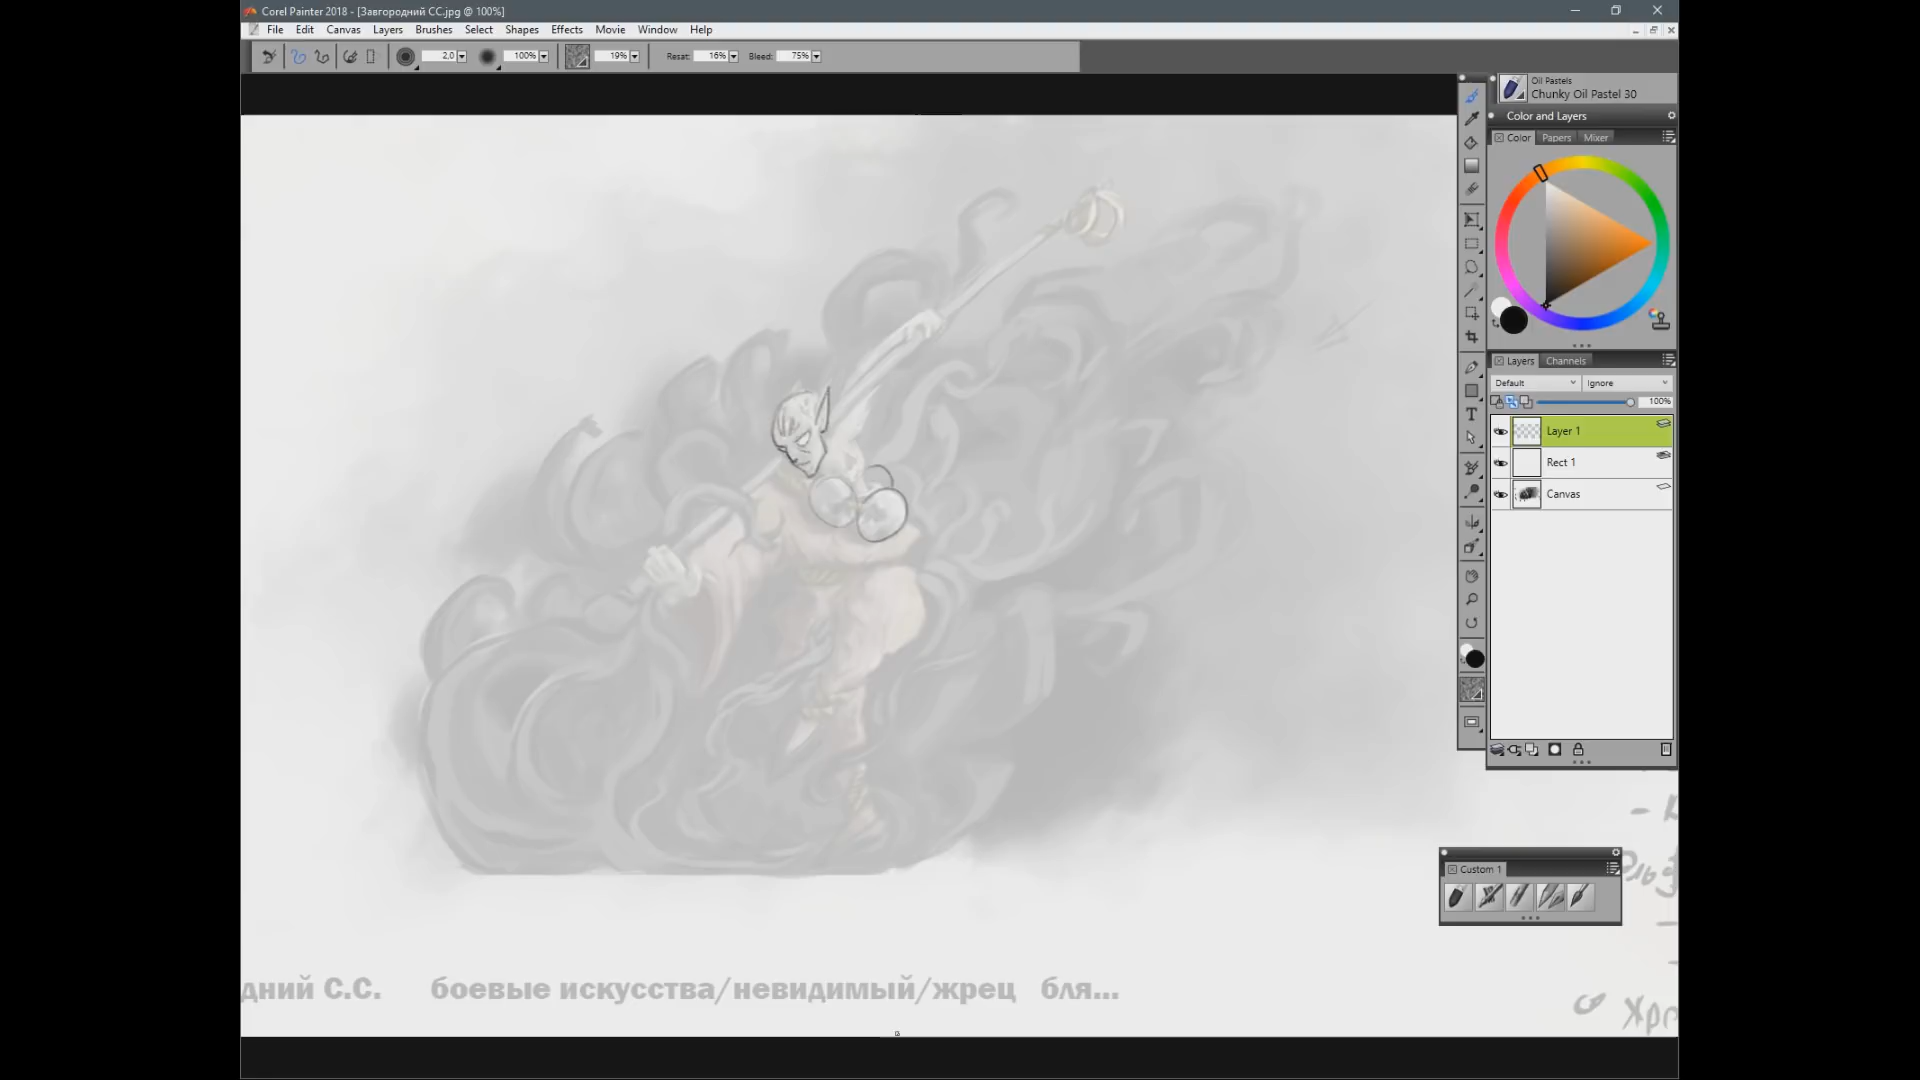 Corel Painter 2018 - [Завгородний СС.jpg @ 100%]
File Edit Canvas Layers Brushes Select Shapes Effects Movie Window Help
2,0 100% 19% Resat: 16% Bleed: 75%
Oil Pastels
Chunky Oil Pastel 30
Color and Layers
Color Papers Mixer
Layers Channels
Default Ignore
100%
Layer 1
Rect 1
Canvas
Custom 1
дний С.С. боевые искусства/невидимый/жрец бля...